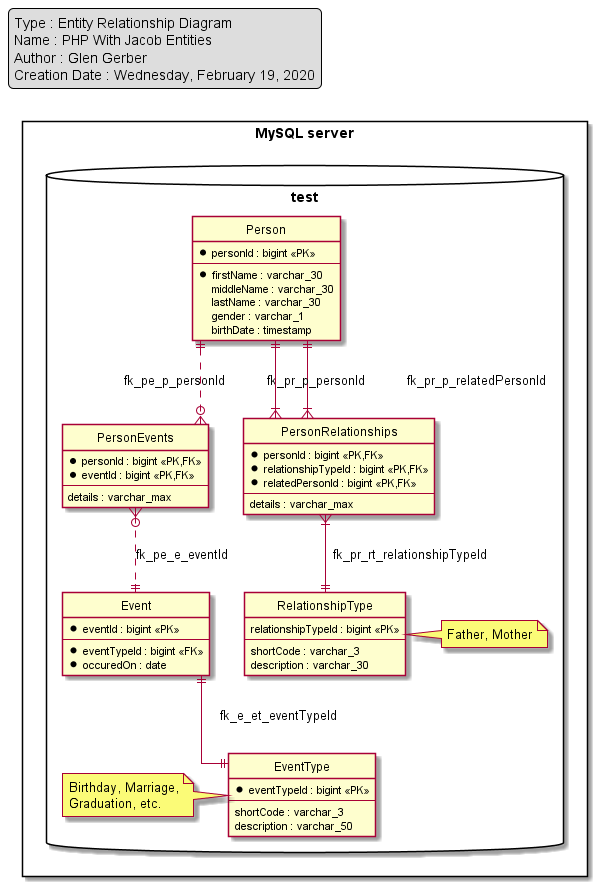 Type : Entity Relationship Diagram
Name : PHP With Jacob Entities
Author : Glen Gerber
Creation Date : Wednesday, February 19, 2020
MySQL server
test
Person
personId : bigint «PK»
firstName : varchar_30
middleName : varchar_30
lastName : varchar_30
gender : varchar_1
birthDate : timestamp
fk_pe_p_personId
fk_pr_p_personId
fk_pr_p_relatedPersonId
PersonEvents
personId : bigint «PK,FK»
eventId : bigint «PK,FK»
details : varchar_max
PersonRelationships
personId : bigint «PK,FK»
relationshipTypeId : bigint «PK,FK»
relatedPersonId : bigint «PK,FK»
details : varchar_max
fk_pe_e_eventId
fk_pr_rt_relationshipTypeId
Event
eventId : bigint «PK»
eventTypeId : bigint «FK»
occuredOn : date
RelationshipType
relationshipTypeId : bigint «PK»
shortCode : varchar_3
description : varchar_30
Father, Mother
fk_e_et_eventTypeId
Birthday, Marriage,
Graduation, etc.
EventType
eventTypeId : bigint «PK»
shortCode : varchar_3
description : varchar_50